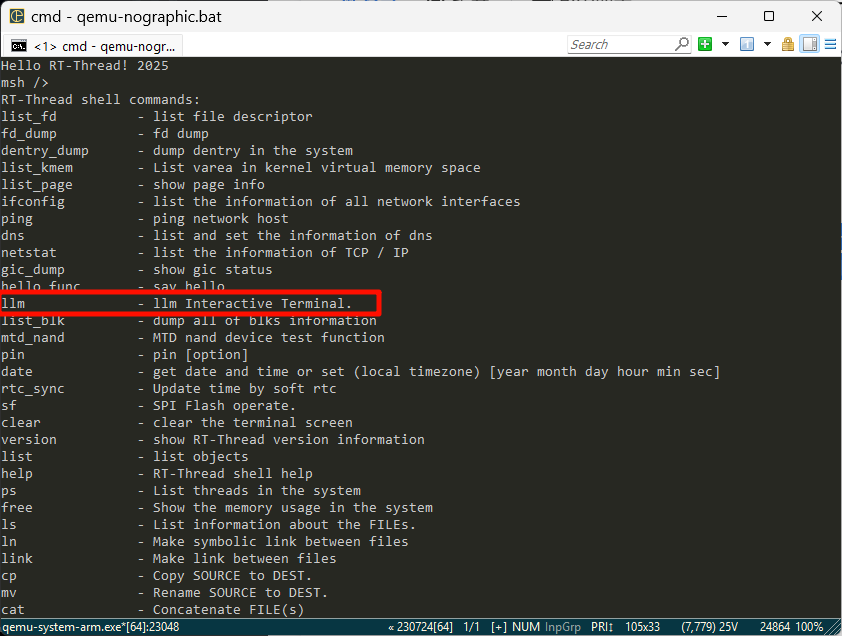 cmd - qemu-nographic.bat
<1> cmd - qemu-nogr...
Search
Hello RT-Thread! 2025
msh />
RT-Thread shell commands:
list_fd - list file descriptor
fd_dump - fd dump
dentry_dump - dump dentry in the system
list_kmem - List varea in kernel virtual memory space
list_page - show page info
ifconfig - list the information of all network interfaces
ping - ping network host
dns - list and set the information of dns
netstat - list the information of TCP / IP
gic_dump - show gic status
hello_func - say hello
llm - llm Interactive Terminal.
list_blk - dump all of blks information
mtd_nand - MTD nand device test function
pin - pin [option]
date - get date and time or set (local timezone) [year month day hour min sec]
rtc_sync - Update time by soft rtc
sf - SPI Flash operate.
clear - clear the terminal screen
version - show RT-Thread version information
list - list objects
help - RT-Thread shell help
ps - List threads in the system
free - Show the memory usage in the system
ls - List information about the FILEs.
ln - Make symbolic link between files
link - Make link between files
cp - Copy SOURCE to DEST.
mv - Rename SOURCE to DEST.
cat - Concatenate FILE(s)
qemu-system-arm.exe*[64]:23048 « 230724[64] 1/1 [+] NUM InpGrp PRI↕ 105x33 (7,779) 25V 24864 100%